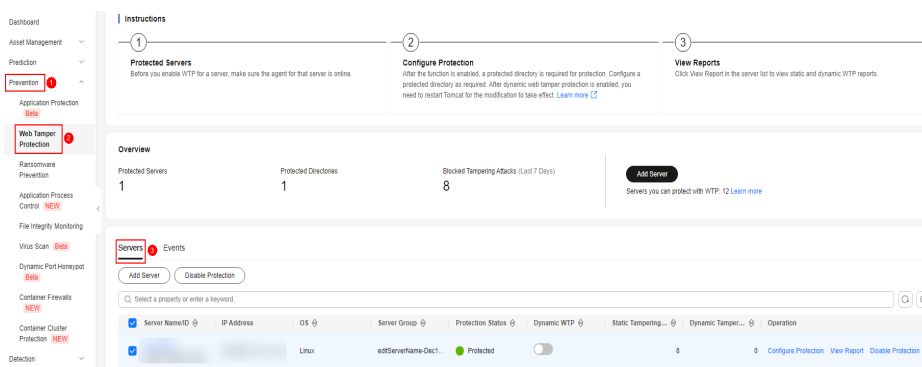 Dashboard
Asset Management
Prediction
Prevention
1
Application Protection
Beta
Web Tamper
Protection
2
Ransomware
Prevention
Application Process
Control NEW
File Integrity Monitoring
Virus Scan Beta
Dynamic Port Honeypot
Beta
Container Firewalls
NEW
Container Cluster
Protection NEW
Detection
Instructions
1
Protected Servers
Before you enable WTP for a server, make sure the agent for that server is online.
2
Configure Protection
After the function is enabled, a protected directory is required for protection. Configure a
protected directory as required. After dynamic web tamper protection is enabled, you
need to restart Tomcat for the modification to take effect. Learn more
3
View Reports
Click View Report in the server list to view static and dynamic WTP reports.
Overview
Protected Servers
1
Protected Directories
1
Blocked Tampering Attacks (Last 7 Days)
8
Add Server
Servers you can protect with WTP: 12 Learn more
Servers 3 Events
Add Server Disable Protection
Select a property or enter a keyword.
Server Name/ID IP Address OS Server Group Protection Status Dynamic WTP Static Tampering... Dynamic Tamper... Operation
Linux editServerName-Dec1... Protected 8 0 Configure Protection View Report Disable Protection